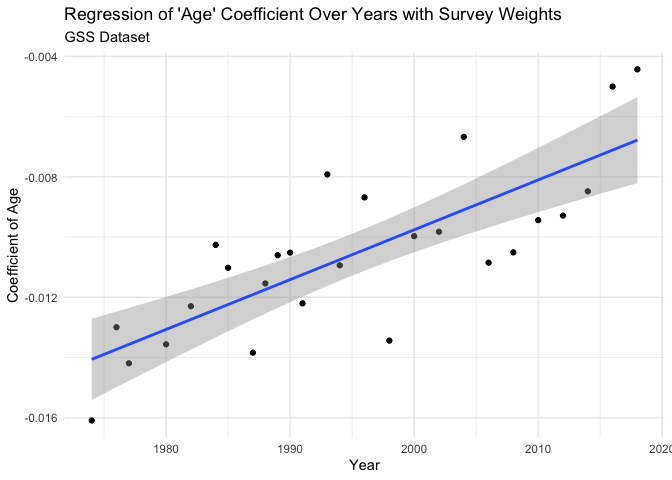 Regression of 'Age' Coefficient Over Years with Survey Weights
GSS Dataset
-0.004
-0.008
-0.012
-0.016
Coefficient of Age
1980
1990
2000
2010
2020
Year